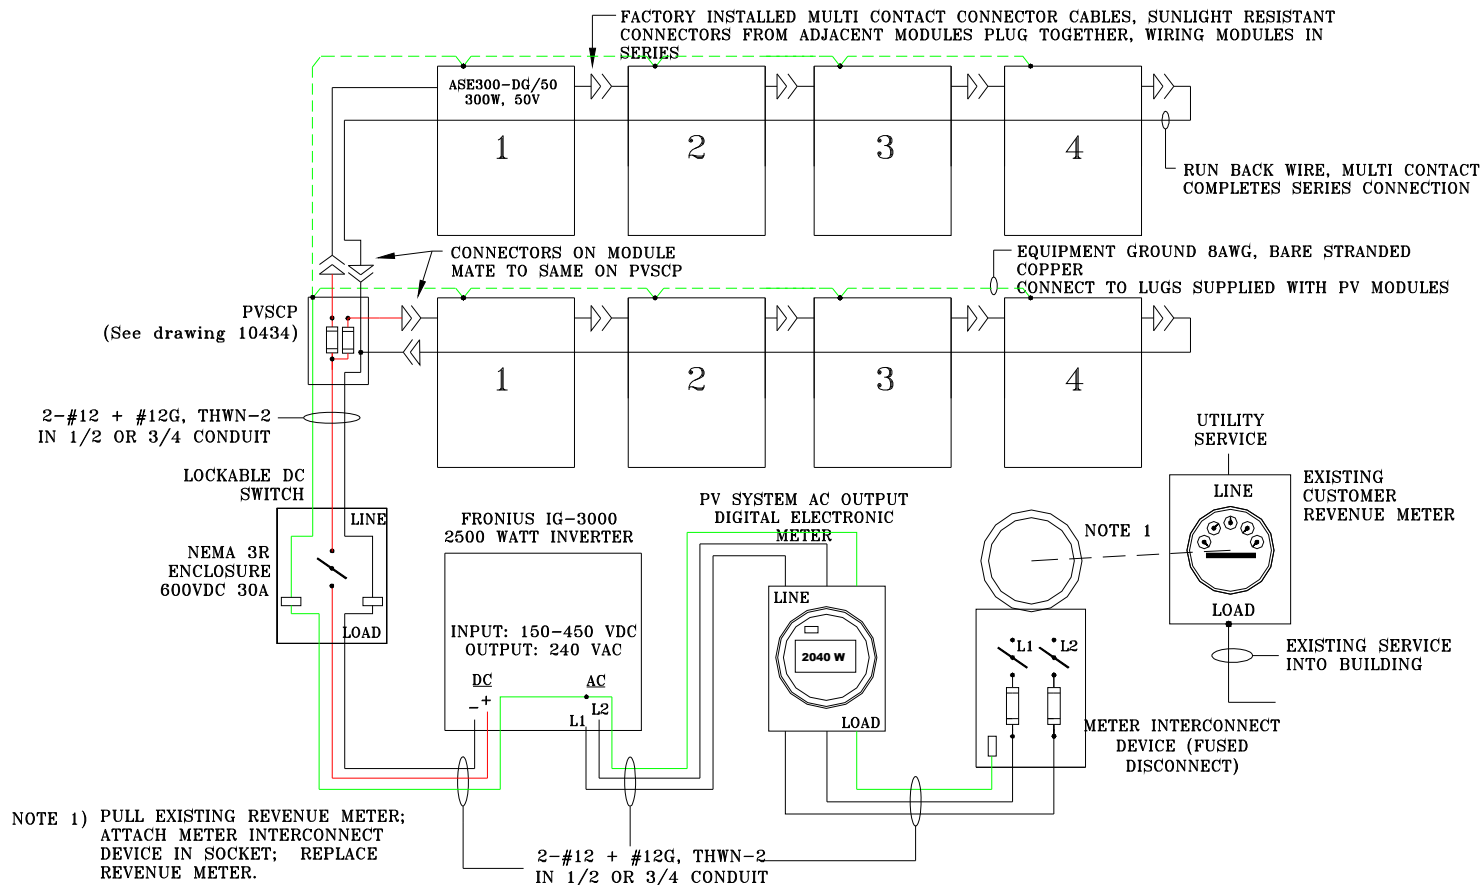 FACTORY INSTALLED MULTI CONTACT CONNECTOR CABLES, SUNLIGHT RESISTANT
CONNECTORS FROM ADJACENT MODULES PLUG TOGETHER, WIRING MODULES IN
SERIES
ASE300-DG/50
300W, 50V
1
2
3
4
RUN BACK WIRE, MULTI CONTACT
COMPLETES SERIES CONNECTION
CONNECTORS ON MODULE
MATE TO SAME ON PVSCP
EQUIPMENT GROUND 8AWG, BARE STRANDED
COPPER
CONNECT TO LUGS SUPPLIED WITH PV MODULES
PVSCP
(See drawing 10434)
1
2
3
4
2-#12 + #12G, THWN-2
IN 1/2 OR 3/4 CONDUIT
LOCKABLE DC
SWITCH
LINE
NEMA 3R
ENCLOSURE
600VDC 30A
LOAD
FRONIUS IG-3000
2500 WATT INVERTER
INPUT: 150-450 VDC
OUTPUT: 240 VAC
DC
- +
AC
L2
L1
PV SYSTEM AC OUTPUT
DIGITAL ELECTRONIC
METER
LINE
2040 W
LOAD
NOTE 1
L1
L2
METER INTERCONNECT
DEVICE (FUSED
DISCONNECT)
UTILITY
SERVICE
LINE
LOAD
EXISTING
CUSTOMER
REVENUE METER
EXISTING SERVICE
INTO BUILDING
NOTE 1) PULL EXISTING REVENUE METER;
ATTACH METER INTERCONNECT
DEVICE IN SOCKET; REPLACE
REVENUE METER.
2-#12 + #12G, THWN-2
IN 1/2 OR 3/4 CONDUIT